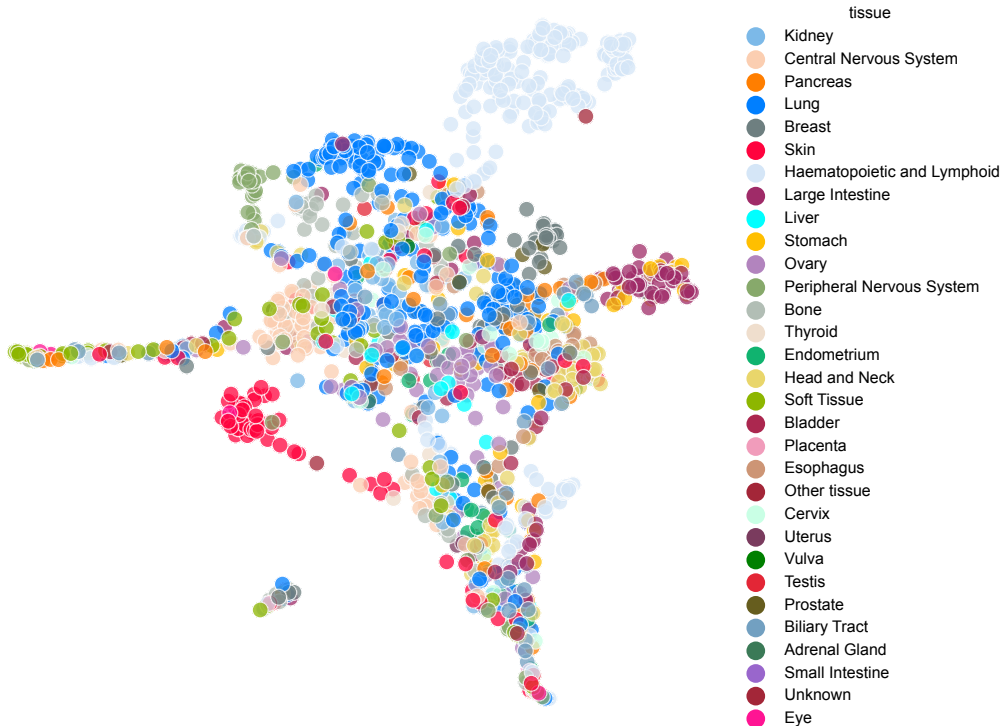 tissue
Kidney
Central Nervous System
Pancreas
Lung
Breast
Skin
Haematopoietic and Lymphoid
Large Intestine
Liver
Stomach
Ovary
Peripheral Nervous System
Bone
Thyroid
Endometrium
Head and Neck
Soft Tissue
Bladder
Placenta
Esophagus
Other tissue
Cervix
Uterus
Vulva
Testis
Prostate
Biliary Tract
Adrenal Gland
Small Intestine
Unknown
Eye